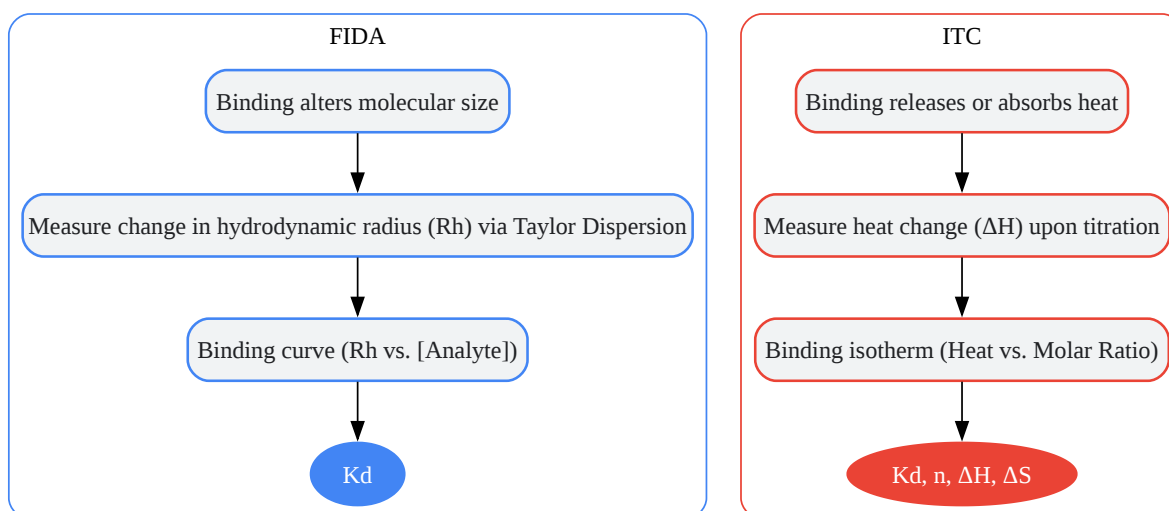 FIDA
Binding alters molecular size
Measure change in hydrodynamic radius (Rh) via Taylor Dispersion
Binding curve (Rh vs. [Analyte])
Kd
ITC
Binding releases or absorbs heat
Measure heat change (ΔH) upon titration
Binding isotherm (Heat vs. Molar Ratio)
Kd, n, ΔH, ΔS